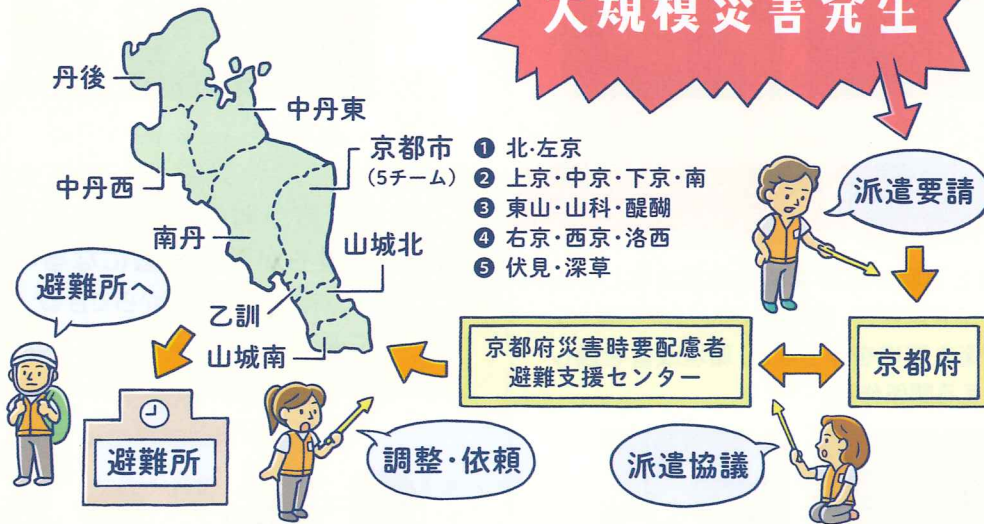 大規模災害発生
丹後
中丹東
京都市
(5チーム)
中丹西
南丹
山城北
乙訓
山城南
❶ 北・左京
❷ 上京・中京・下京・南
❸ 東山・山科・醍醐
❹ 右京・西京・洛西
❺ 伏見・深草
派遣要請
京都府
京都府災害時要配慮者
避難支援センター
派遣協議
調整・依頼
避難所へ
避難所